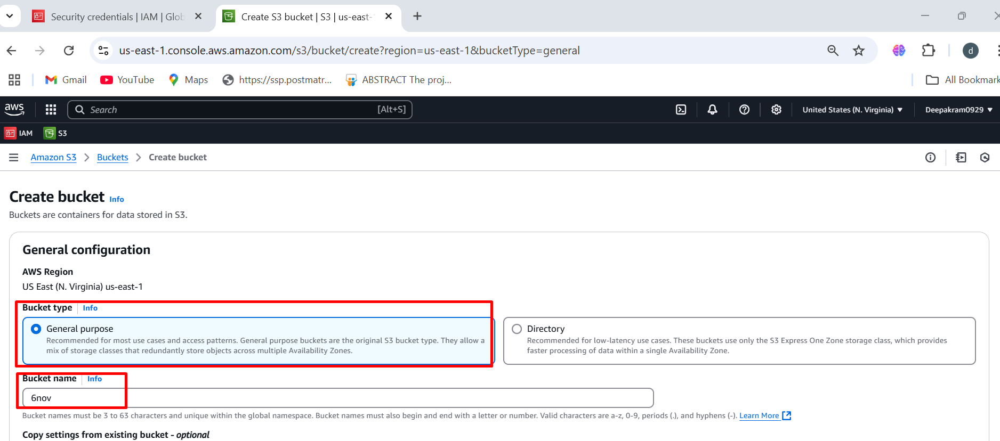 Security credentials | IAM | Glob
Create S3 bucket | S3 | us-east-
us-east-1.console.aws.amazon.com/s3/bucket/create?region=us-east-1&bucketType=general
d
Gmail
YouTube
Maps
https://ssp.postmatr...
ABSTRACT The proj...
All Bookmark
aws
Search
[Alt+S]
United States (N. Virginia)
Deepakram0929
IAM
S3
Amazon S3
Buckets
Create bucket
Create bucket Info
Buckets are containers for data stored in S3.
General configuration
AWS Region
US East (N. Virginia) us-east-1
Bucket type Info
General purpose
Recommended for most use cases and access patterns. General purpose buckets are the original S3 bucket type. They allow a
mix of storage classes that redundantly store objects across multiple Availability Zones.
Directory
Recommended for low-latency use cases. These buckets use only the S3 Express One Zone storage class, which provides
faster processing of data within a single Availability Zone.
Bucket name Info
6nov
Bucket names must be 3 to 63 characters and unique within the global namespace. Bucket names must also begin and end with a letter or number. Valid characters are a-z, 0-9, periods (.), and hyphens (-). Learn More
Copy settings from existing bucket - optional